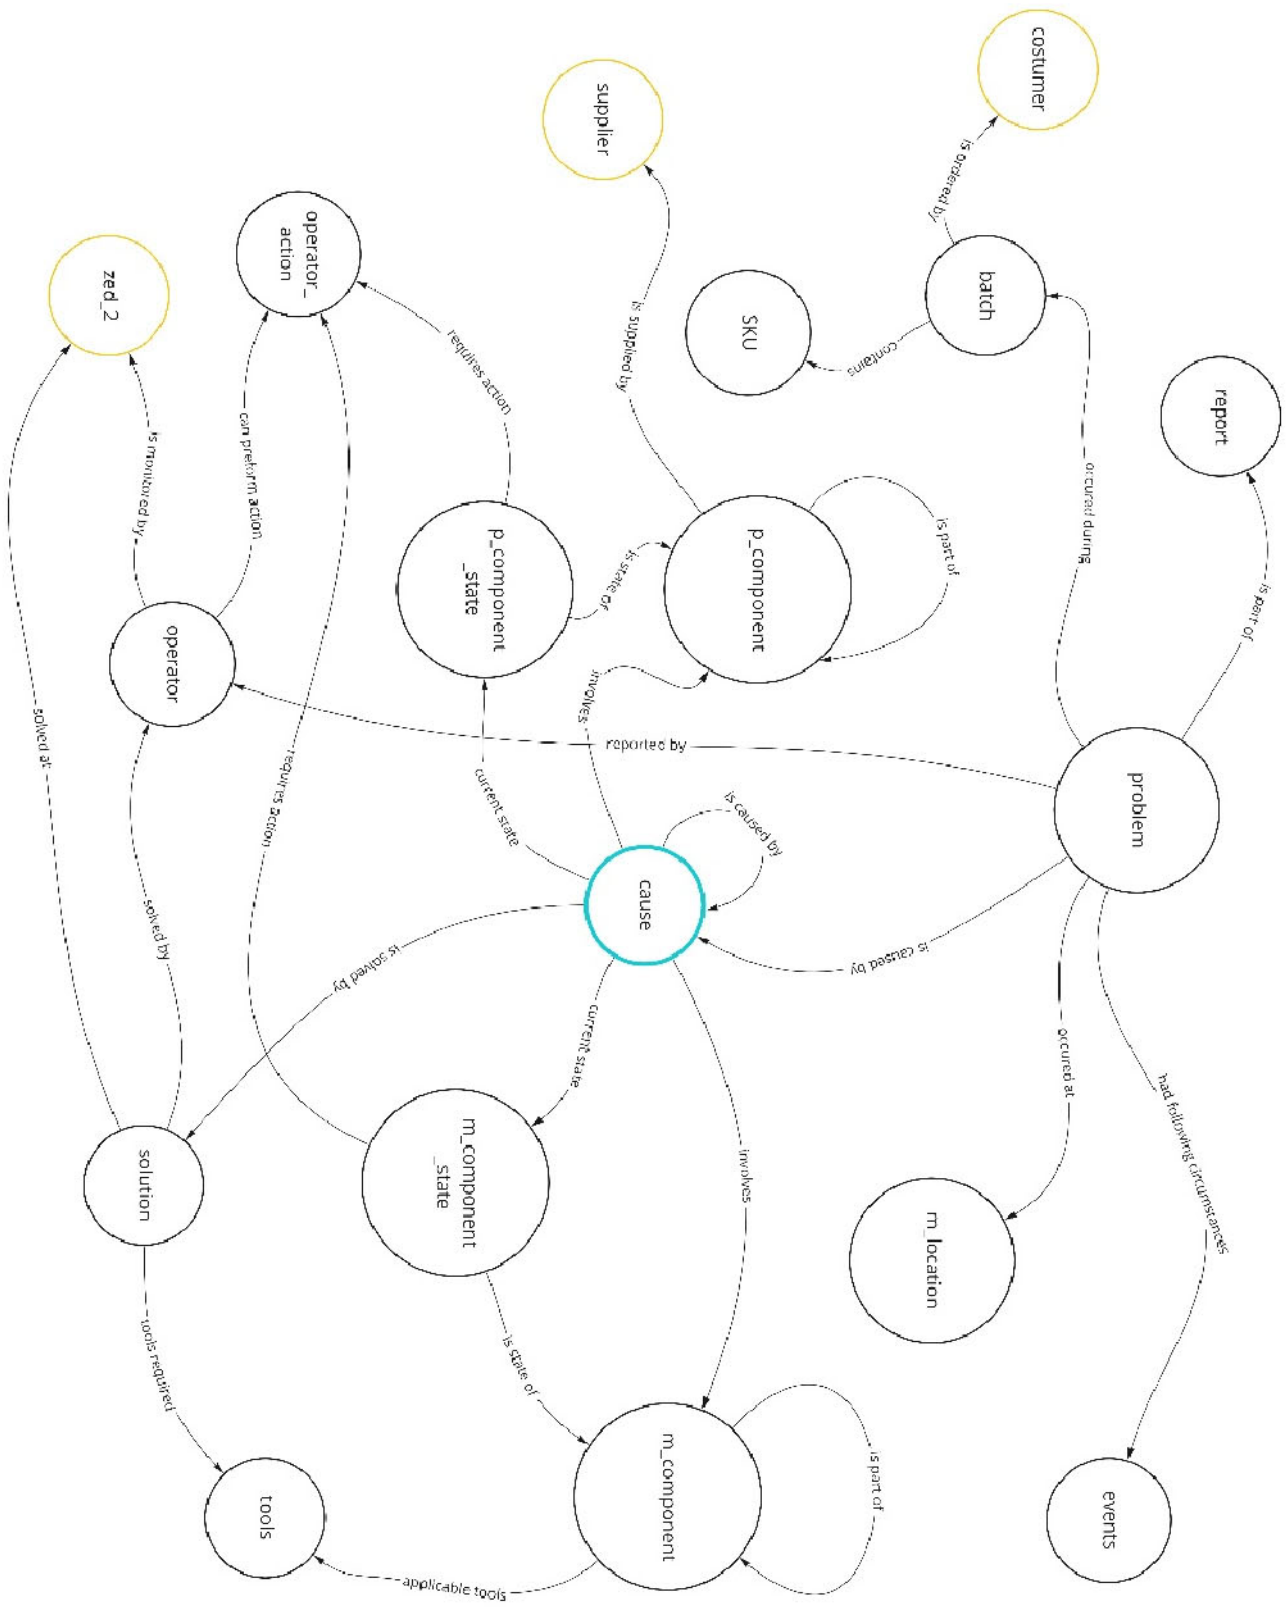 report
is part of
had following circumstances
problem
events
occured during
occured at
costumer
batch
is ordered by
is part of
m_location
is caused by
contains
is part of
SKU
p_component
is caused by
involves
cause
m_component
reported by
supplier
is supplied by
is state of
involves
current state
is state of
p_component
_state
current state
m_component
_state
requires action
applicable tools
is solved by
operator_
action
requires action
tools
can preform action
operator
solved by
is monitored by
tools required
solution
zed_2
solved at